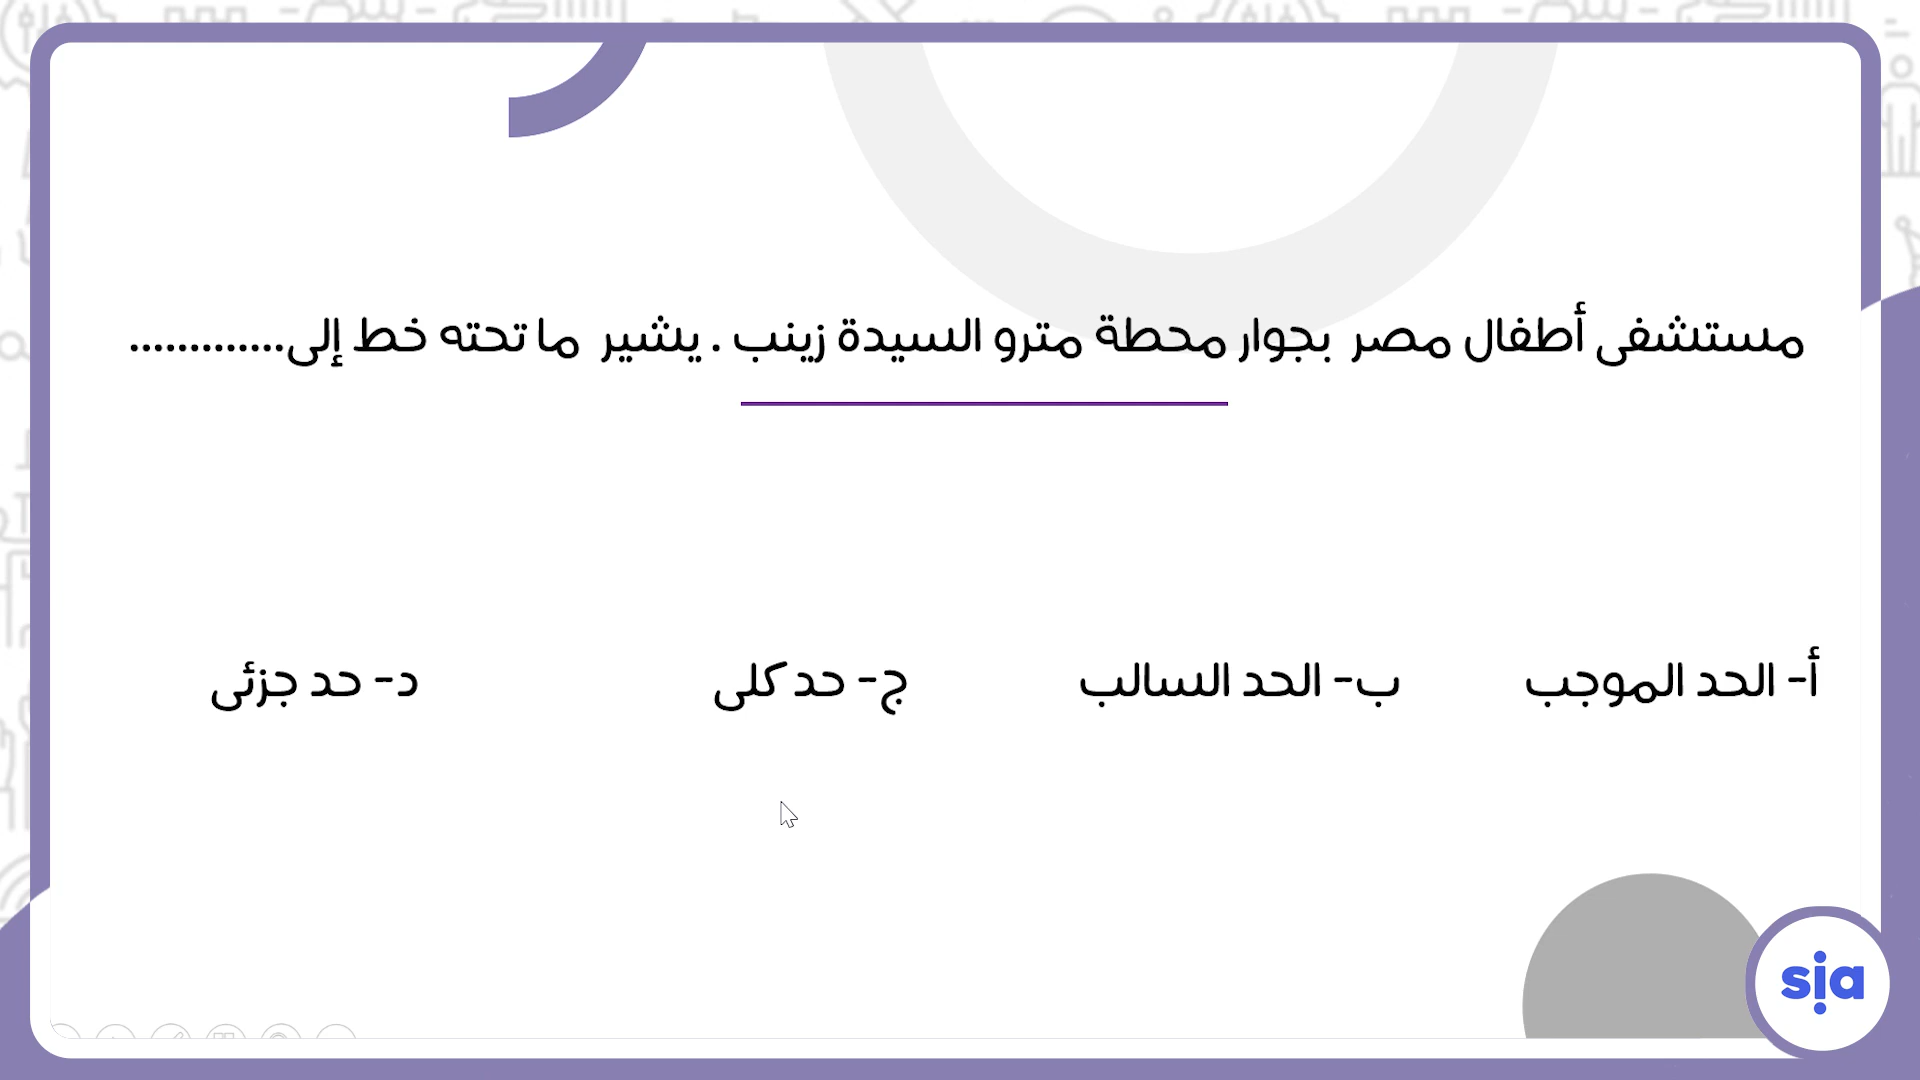 مستشفى أطفال مصر بجوار محطة مترو السيدة زينب . يشير ما تحته خط إلى.............
أ- الحد الموجب ب- الحد السالب ج- حد كلى د- حد جزئى
sia